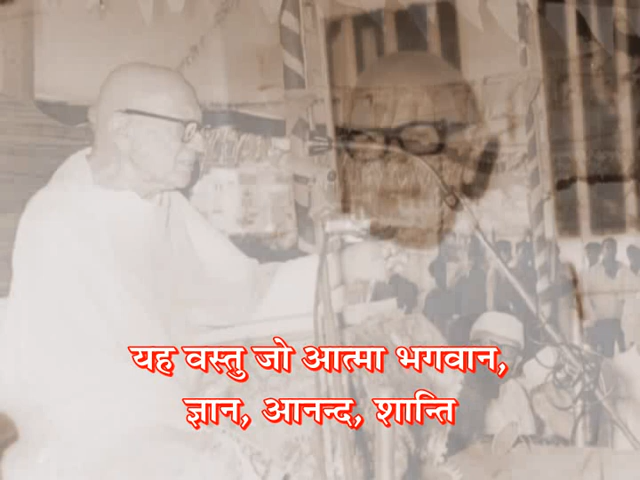 यह वस्तु जो आत्मा भगवान,
ज्ञान, आनन्द, शान्ति